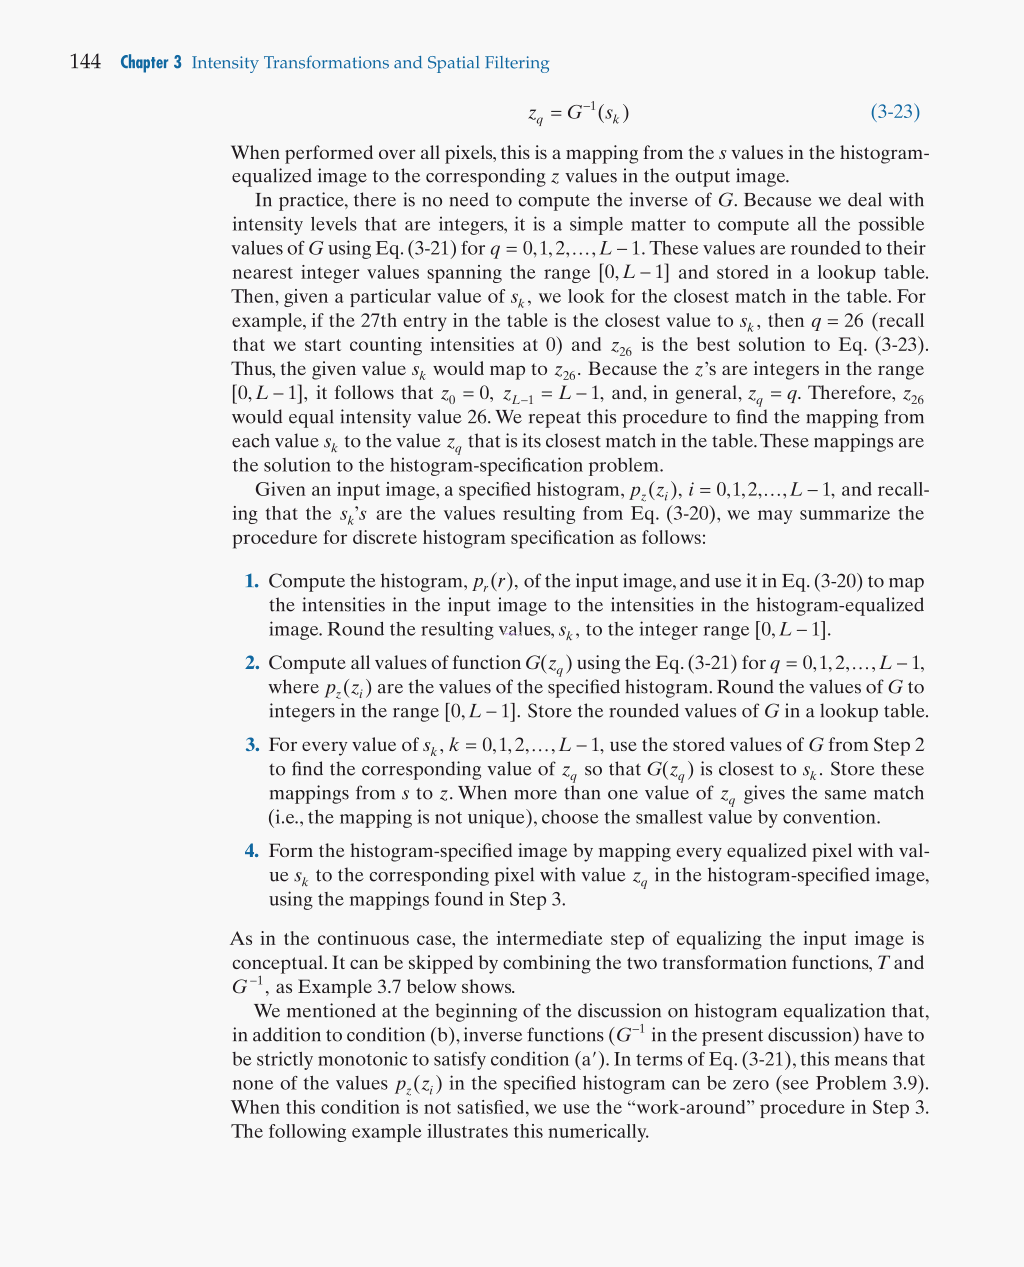 144 Chapter 3 Intensity Transformations and Spatial Filtering
z_q = G⁻¹(s_k) (3-23)
When performed over all pixels, this is a mapping from the s values in the histogram-
equalized image to the corresponding z values in the output image.
In practice, there is no need to compute the inverse of G. Because we deal with
intensity levels that are integers, it is a simple matter to compute all the possible
values of G using Eq. (3-21) for q = 0,1,2,…, L − 1. These values are rounded to their
nearest integer values spanning the range [0, L − 1] and stored in a lookup table.
Then, given a particular value of s_k, we look for the closest match in the table. For
example, if the 27th entry in the table is the closest value to s_k, then q = 26 (recall
that we start counting intensities at 0) and z_26 is the best solution to Eq. (3-23).
Thus, the given value s_k would map to z_26. Because the z's are integers in the range
[0, L − 1], it follows that z_0 = 0, z_{L−1} = L − 1, and, in general, z_q = q. Therefore, z_26
would equal intensity value 26. We repeat this procedure to find the mapping from
each value s_k to the value z_q that is its closest match in the table. These mappings are
the solution to the histogram-specification problem.
Given an input image, a specified histogram, p_z(z_i), i = 0,1,2,…, L − 1, and recall-
ing that the s_k's are the values resulting from Eq. (3-20), we may summarize the
procedure for discrete histogram specification as follows:
1. Compute the histogram, p_r(r), of the input image, and use it in Eq. (3-20) to map
the intensities in the input image to the intensities in the histogram-equalized
image. Round the resulting values, s_k, to the integer range [0, L − 1].
2. Compute all values of function G(z_q) using the Eq. (3-21) for q = 0,1,2,…, L − 1,
where p_z(z_i) are the values of the specified histogram. Round the values of G to
integers in the range [0, L − 1]. Store the rounded values of G in a lookup table.
3. For every value of s_k, k = 0,1,2,…, L − 1, use the stored values of G from Step 2
to find the corresponding value of z_q so that G(z_q) is closest to s_k. Store these
mappings from s to z. When more than one value of z_q gives the same match
(i.e., the mapping is not unique), choose the smallest value by convention.
4. Form the histogram-specified image by mapping every equalized pixel with val-
ue s_k to the corresponding pixel with value z_q in the histogram-specified image,
using the mappings found in Step 3.
As in the continuous case, the intermediate step of equalizing the input image is
conceptual. It can be skipped by combining the two transformation functions, T and
G⁻¹, as Example 3.7 below shows.
We mentioned at the beginning of the discussion on histogram equalization that,
in addition to condition (b), inverse functions (G⁻¹ in the present discussion) have to
be strictly monotonic to satisfy condition (a′). In terms of Eq. (3-21), this means that
none of the values p_z(z_i) in the specified histogram can be zero (see Problem 3.9).
When this condition is not satisfied, we use the “work-around” procedure in Step 3.
The following example illustrates this numerically.